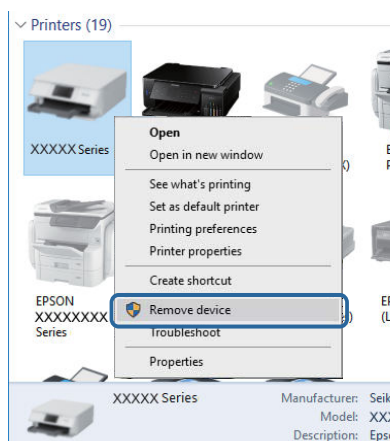 Printers (19)
XXXXX Series
Open
Open in new window
See what's printing
Set as default printer
Printing preferences
Printer properties
Create shortcut
Remove device
Troubleshoot
Properties
EPSON
XXXXXXXX
Series
XXXXX Series
Manufacturer:
Model:
Description: